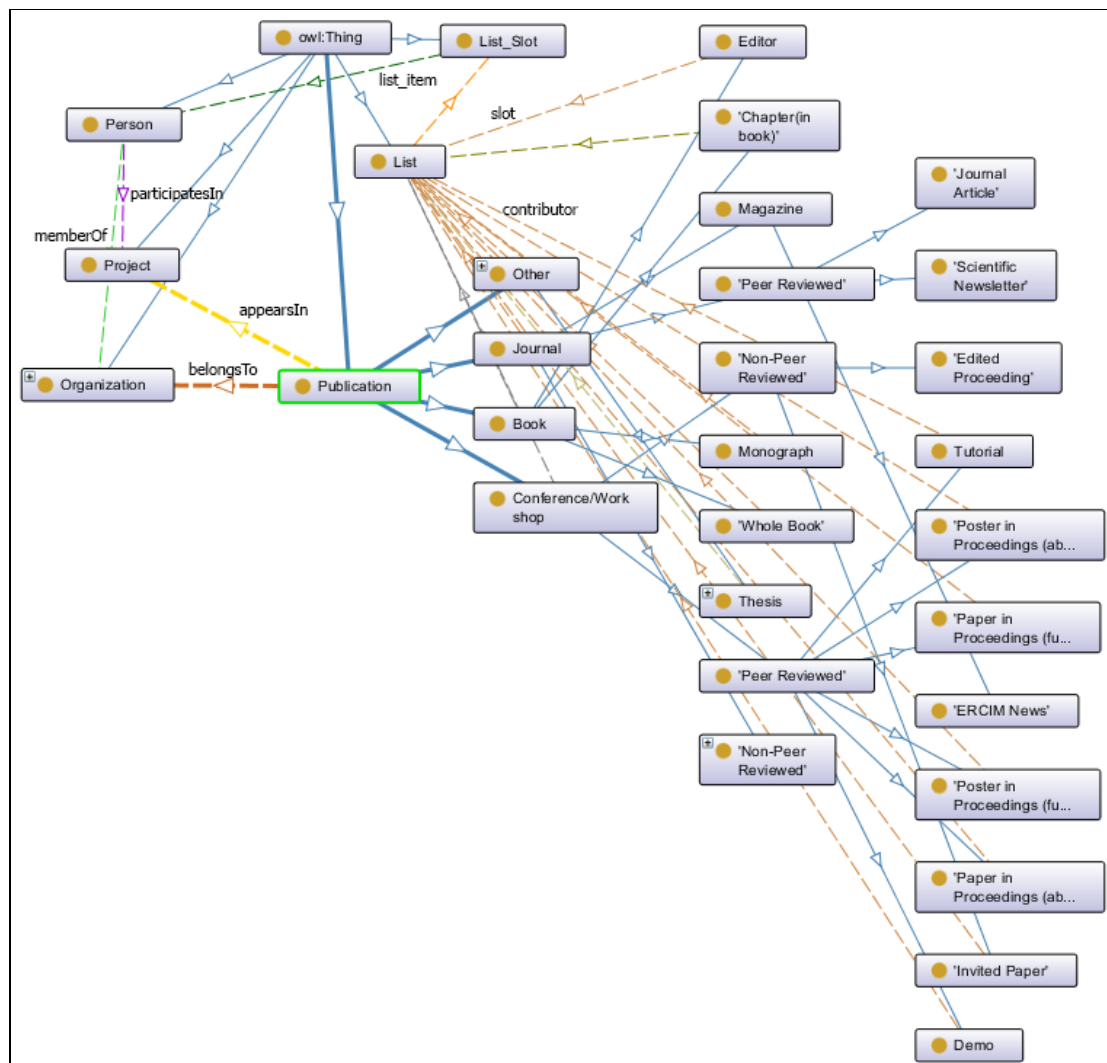 owl:Thing
List_Slot
Editor
list_item
Person
slot
'Chapter(in
book)'
List
'Journal
Article'
participatesIn
contributor
Magazine
memberOf
Project
Other
'Peer Reviewed'
'Scientific
Newsletter'
appearsIn
Journal
'Non-Peer
Reviewed'
'Edited
Proceeding'
belongsTo
Organization
Publication
Book
Monograph
Tutorial
Conference/Work
shop
'Whole Book'
'Poster in
Proceedings (ab...
Thesis
'Paper in
Proceedings (fu...
'Peer Reviewed'
'ERCIM News'
'Non-Peer
Reviewed'
'Poster in
Proceedings (fu...
'Paper in
Proceedings (ab...
'Invited Paper'
Demo